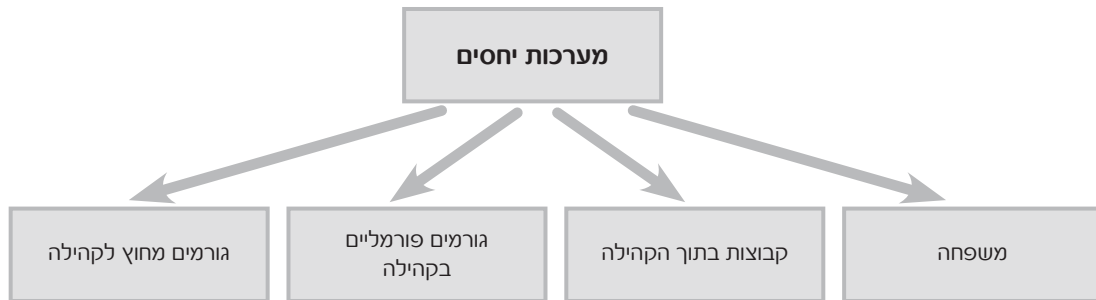 מערכות יחסים
משפחה
קבוצות בתוך הקהילה
גורמים פורמליים
בקהילה
גורמים מחוץ לקהילה